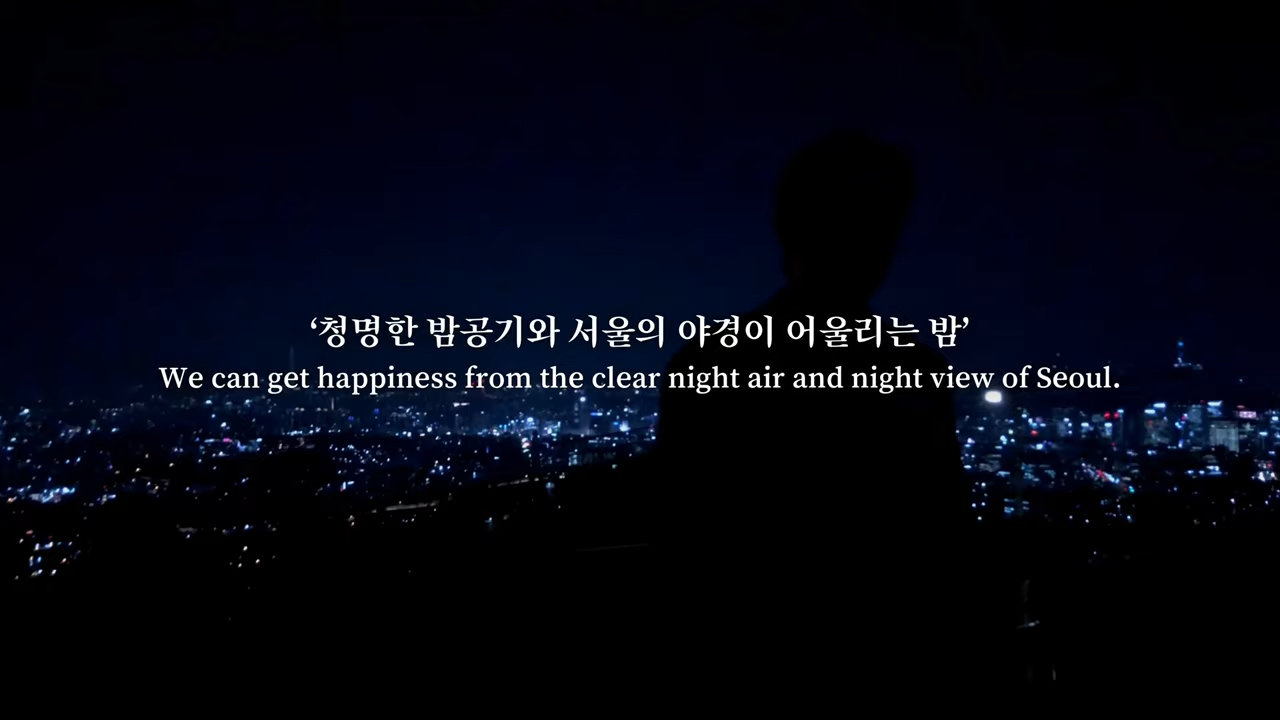 ‘청명한 밤공기와 서울의 야경이 어울리는 밤’
We can get happiness from the clear night air and night view of Seoul.